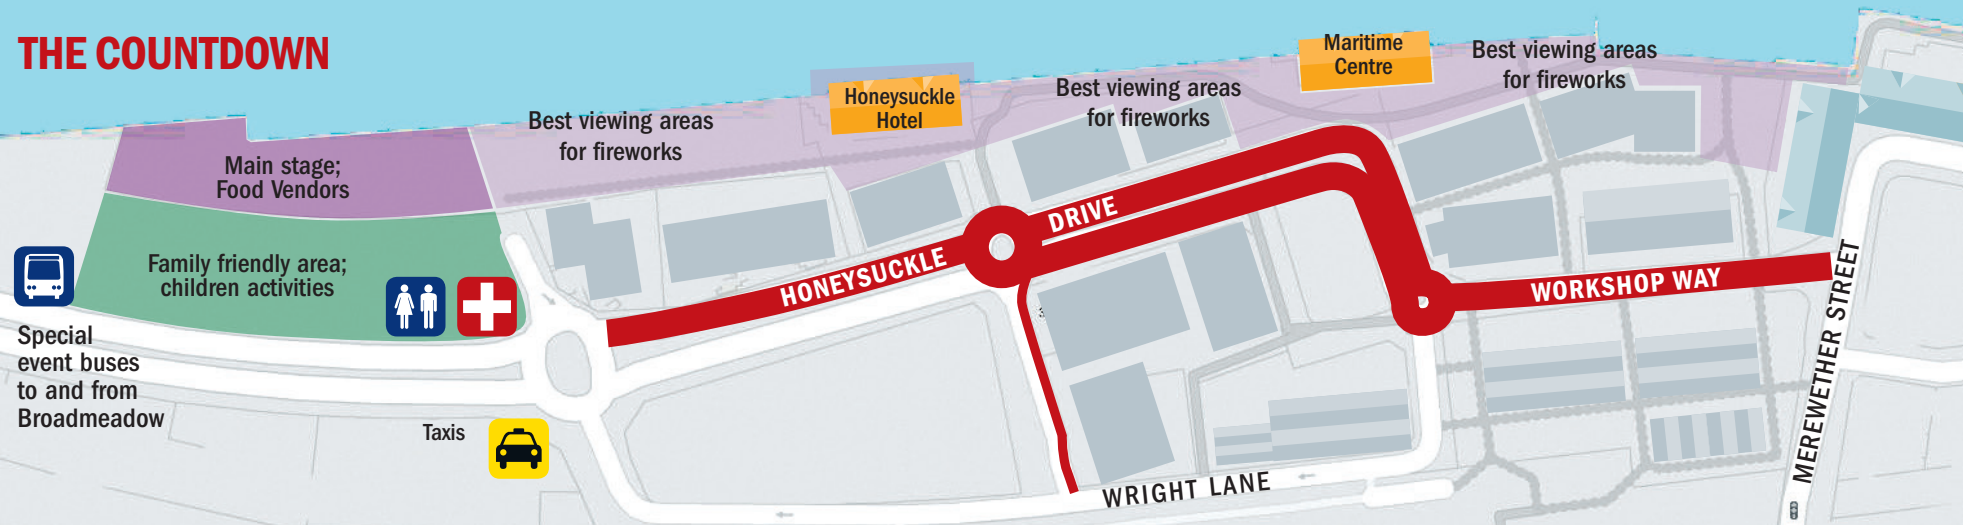 THE COUNTDOWN
Maritime
Centre
Best viewing areas
for fireworks
Best viewing areas
for fireworks
Honeysuckle
Hotel
Best viewing areas
for fireworks
Main stage;
Food Vendors
Family friendly area;
children activities
DRIVE
HONEYSUCKLE
WORKSHOP WAY
MEREWETHER STREET
Special
event buses
to and from
Broadmeadow
Taxis
WRIGHT LANE